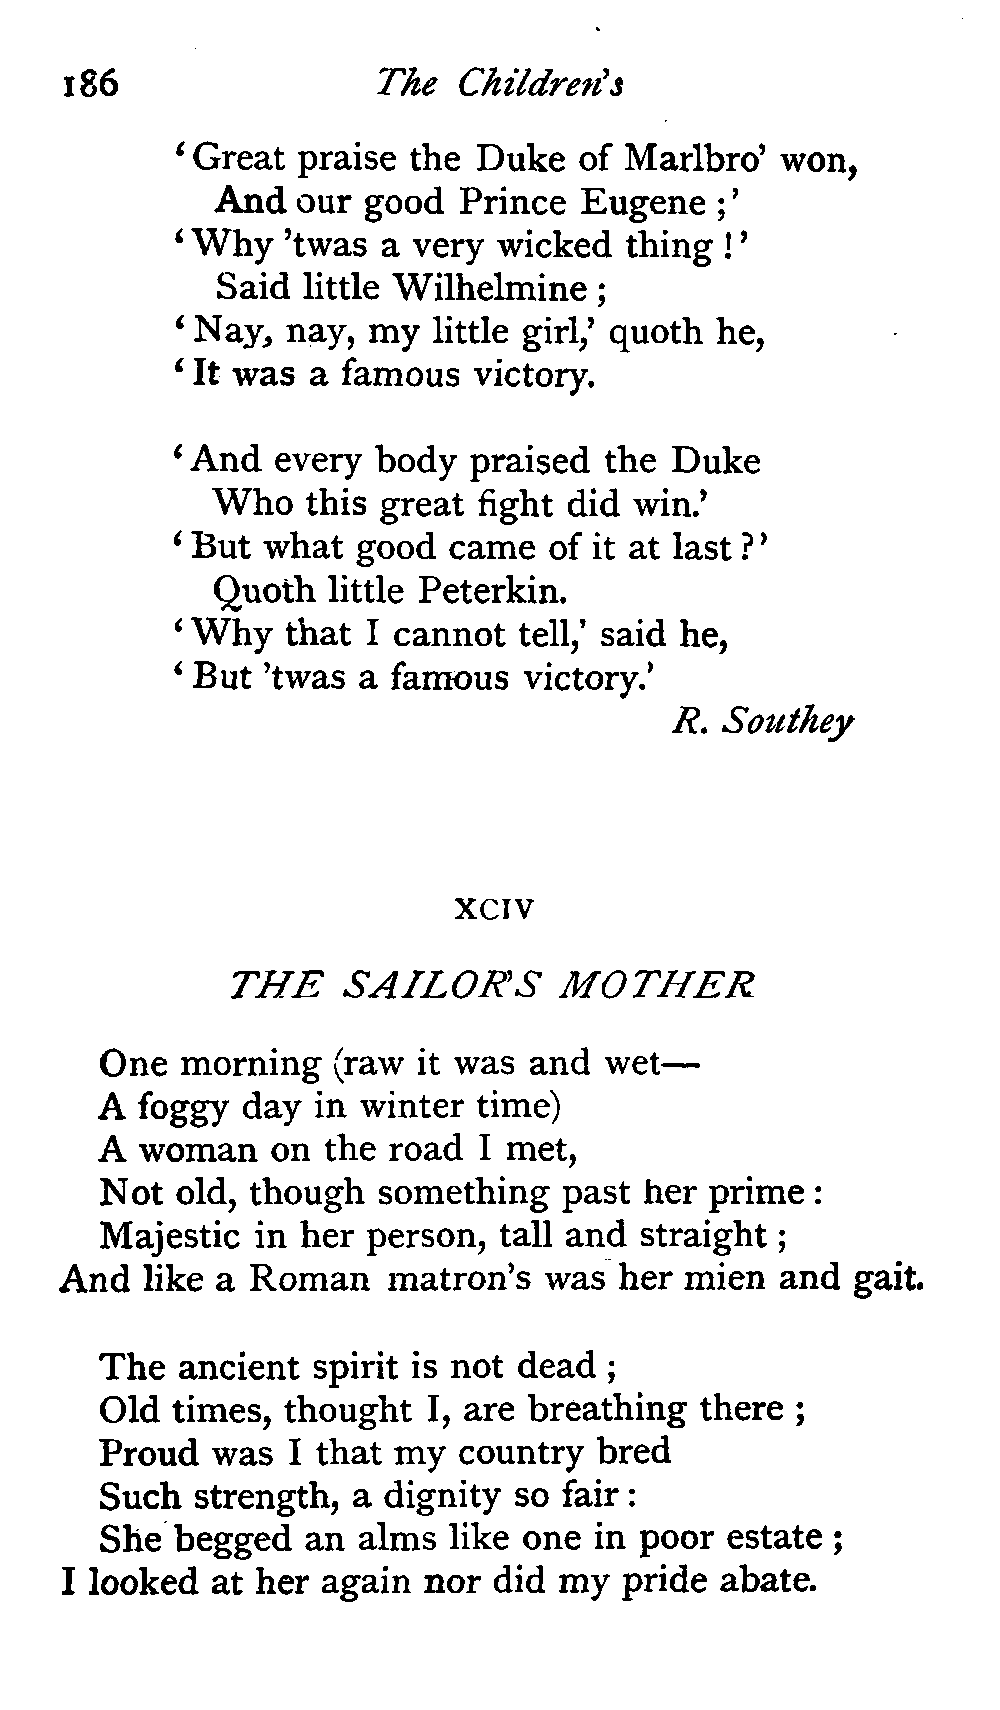 186 The Children's
‘Great praise the Duke of Marlbro’ won,
And our good Prince Eugene ;’
‘Why ’twas a very wicked thing !’
Said little Wilhelmine ;
‘Nay, nay, my little girl,’ quoth he,
‘It was a famous victory.
‘And every body praised the Duke
Who this great fight did win.’
‘But what good came of it at last ?’
Quoth little Peterkin.
‘Why that I cannot tell,’ said he,
‘But ’twas a famous victory.’
R. Southey
XCIV
THE SAILOR'S MOTHER
One morning (raw it was and wet—
A foggy day in winter time)
A woman on the road I met,
Not old, though something past her prime :
Majestic in her person, tall and straight ;
And like a Roman matron's was her mien and gait.
The ancient spirit is not dead ;
Old times, thought I, are breathing there ;
Proud was I that my country bred
Such strength, a dignity so fair :
She begged an alms like one in poor estate ;
I looked at her again nor did my pride abate.